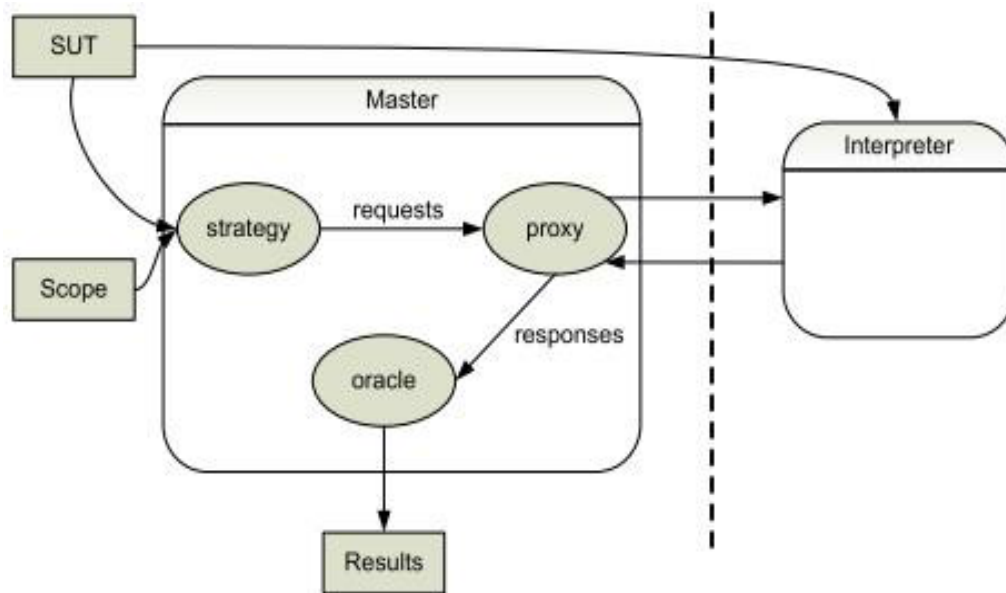 SUT
Master
Interpreter
strategy
requests
proxy
Scope
responses
oracle
Results